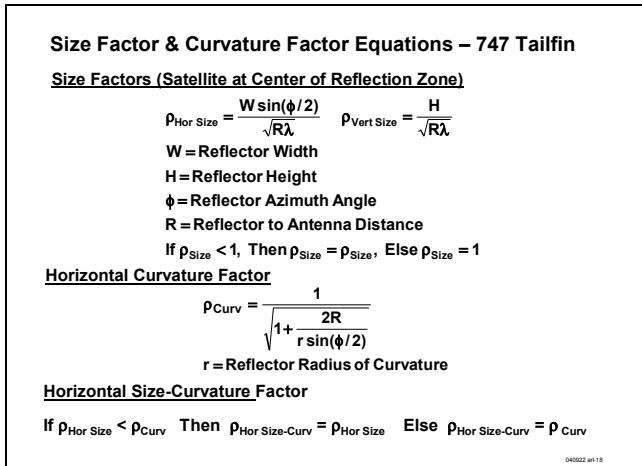 Size Factor & Curvature Factor Equations – 747 Tailfin
Size Factors (Satellite at Center of Reflection Zone)
ρHor Size = W sin(ϕ/2) / √Rλ   ρVert Size = H / √Rλ
W = Reflector Width
H = Reflector Height
ϕ = Reflector Azimuth Angle
R = Reflector to Antenna Distance
If ρSize < 1, Then ρSize = ρSize, Else ρSize = 1
Horizontal Curvature Factor
ρCurv = 1 / √(1 + 2R / (r sin(ϕ/2)))
r = Reflector Radius of Curvature
Horizontal Size-Curvature Factor
If ρHor Size < ρCurv Then ρHor Size-Curv = ρHor Size Else ρHor Size-Curv = ρ Curv
040922 arl-18